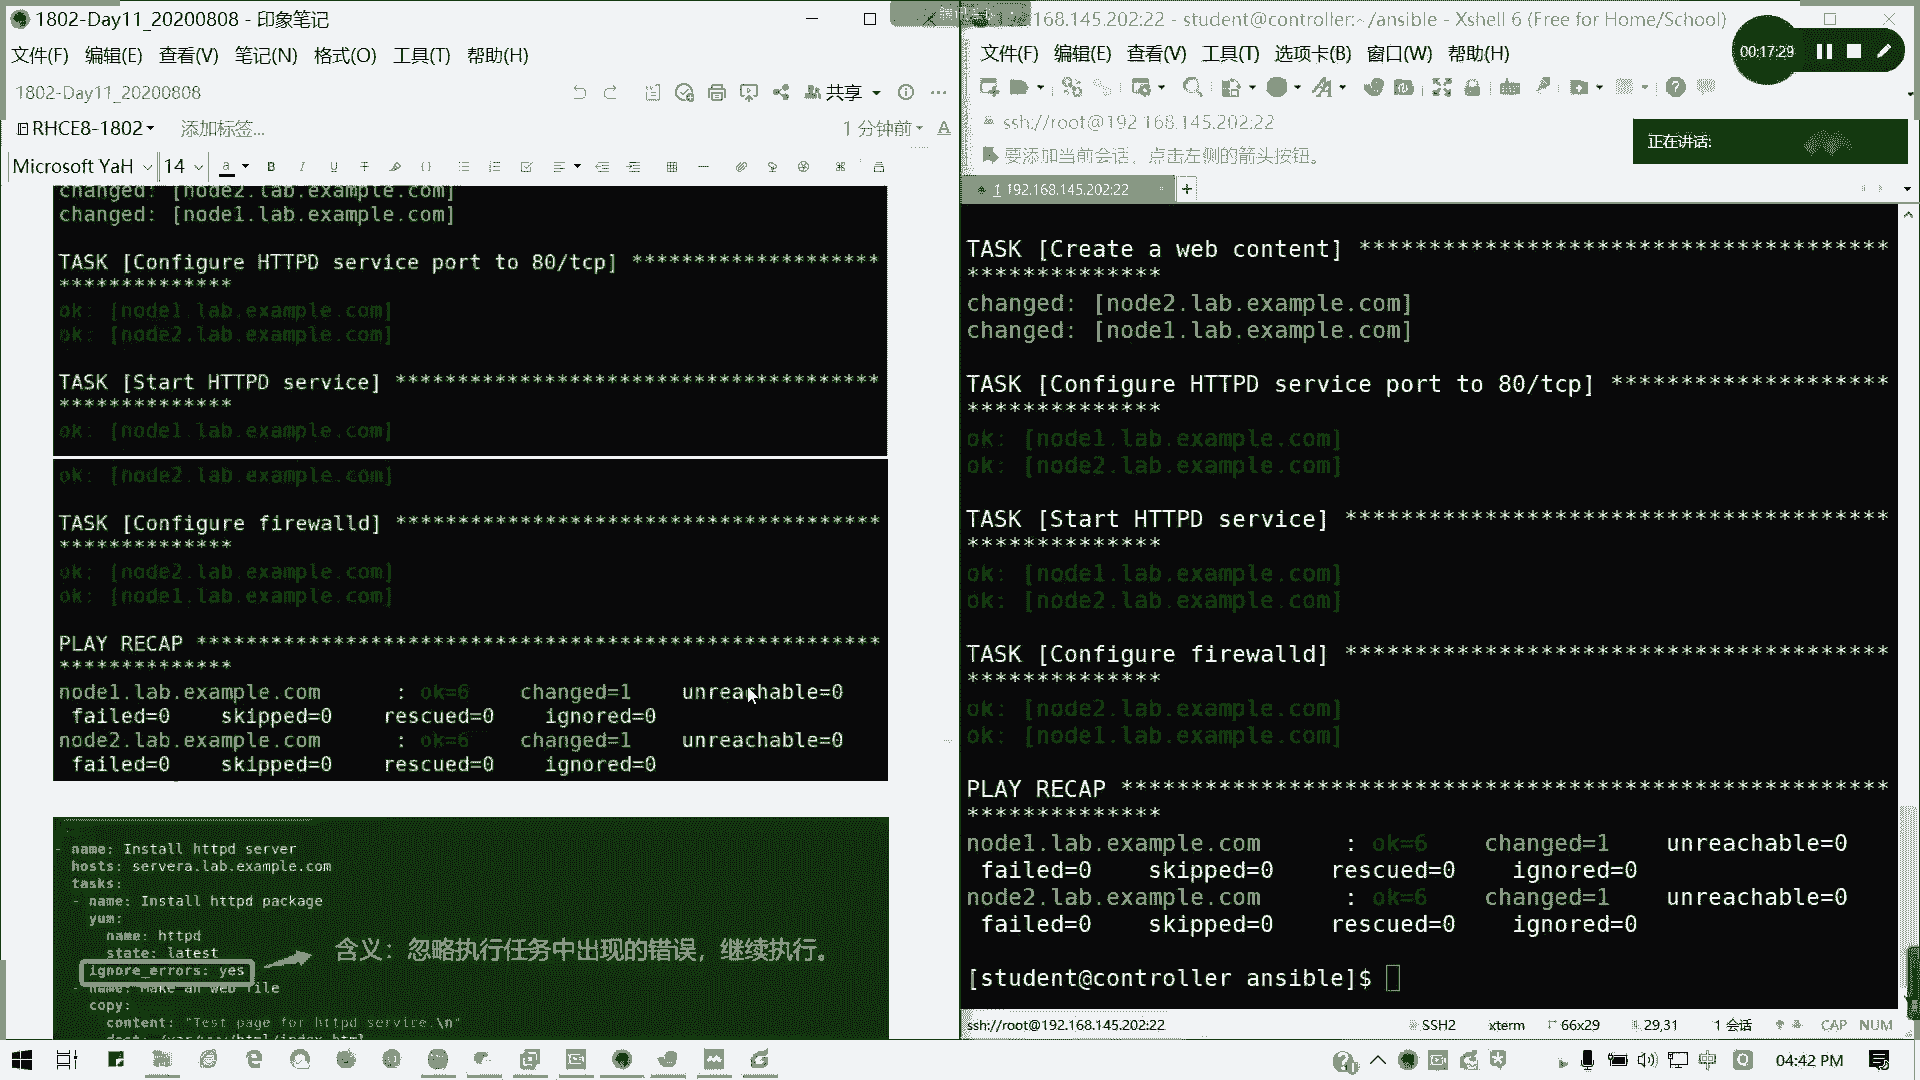 1802-Day11_20200808 - 印象笔记
文件(F) 编辑(E) 查看(V) 笔记(N) 格式(O) 工具(T) 帮助(H)
1802-Day11_20200808
共享
RHCE8-1802
添加标签...
1 分钟前
Microsoft YaH
14
changed: [node2.lab.example.com]
changed: [node1.lab.example.com]
TASK [Configure HTTPD service port to 80/tcp] ********************
**************
ok: [node1.lab.example.com]
ok: [node2.lab.example.com]
TASK [Start HTTPD service] ***************************************
**************
ok: [node1.lab.example.com]
ok: [node2.lab.example.com]
TASK [Configure firewalld] ***************************************
**************
ok: [node2.lab.example.com]
ok: [node1.lab.example.com]
PLAY RECAP *******************************************************
**************
node1.lab.example.com : ok=6 changed=1 unreachable=0
failed=0 skipped=0 rescued=0 ignored=0
node2.lab.example.com : ok=6 changed=1 unreachable=0
failed=0 skipped=0 rescued=0 ignored=0
- name: Install httpd server
hosts: servera.lab.example.com
tasks:
- name: Install httpd package
yum:
name: httpd
state: latest
ignore_errors: yes
含义：忽略执行任务中出现的错误，继续执行。
- name: Make an web file
copy:
content: "Test page for httpd service.\n"
dest: /var/www/html/index.html
.168.145.202:22 - student@controller:~/ansible - Xshell 6 (Free for Home/School)
文件(F) 编辑(E) 查看(V) 工具(T) 选项卡(B) 窗口(W) 帮助(H)
00:17:29
ssh://root@192.168.145.202:22
正在讲话:
要添加当前会话，点击左侧的箭头按钮。
1 192.168.145.202:22
TASK [Create a web content] **************************************
**************
changed: [node2.lab.example.com]
changed: [node1.lab.example.com]
TASK [Configure HTTPD service port to 80/tcp] ********************
**************
ok: [node1.lab.example.com]
ok: [node2.lab.example.com]
TASK [Start HTTPD service] ***************************************
**************
ok: [node1.lab.example.com]
ok: [node2.lab.example.com]
TASK [Configure firewalld] ***************************************
**************
ok: [node2.lab.example.com]
ok: [node1.lab.example.com]
PLAY RECAP *******************************************************
**************
node1.lab.example.com : ok=6 changed=1 unreachable=0
failed=0 skipped=0 rescued=0 ignored=0
node2.lab.example.com : ok=6 changed=1 unreachable=0
failed=0 skipped=0 rescued=0 ignored=0
[student@controller ansible]$
ssh://root@192.168.145.202:22 SSH2 xterm 66x29 29,31 1 会话 CAP NUM
中
04:42 PM